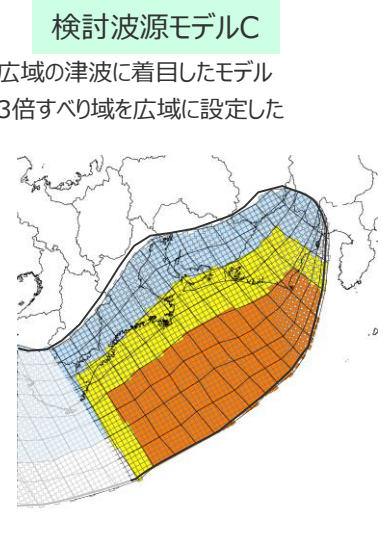 検討波源モデルC
広域の津波に着目したモデル
3倍すべり域を広域に設定した